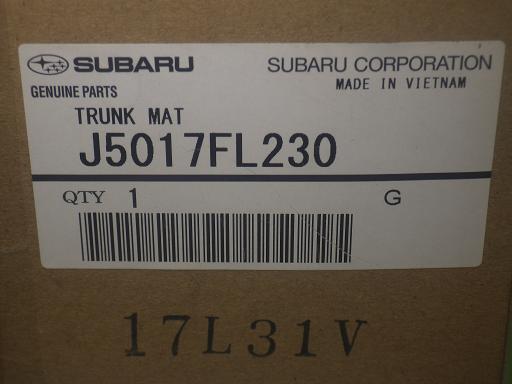 SUBARU SUBARU CORPORATION
GENUINE PARTS MADE IN VIETNAM
TRUNK MAT
J5017FL230
QTY 1 G
17L31V